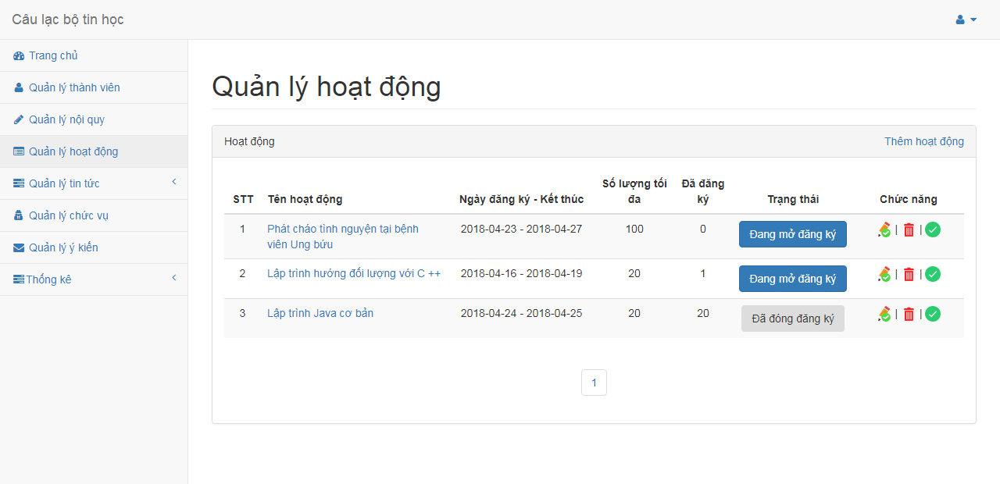 Câu lạc bộ tin học
Trang chủ
Quản lý thành viên
Quản lý nội quy
Quản lý hoạt động
Quản lý tin tức
Quản lý chức vụ
Quản lý ý kiến
Thống kê
Quản lý hoạt động
Hoạt động Thêm hoạt động
STT Tên hoạt động Ngày đăng ký - Kết thúc Số lượng tối đa Đã đăng ký Trạng thái Chức năng
1 Phát cháo tình nguyện tại bệnh viên Ung bứu 2018-04-23 - 2018-04-27 100 0 Đang mở đăng ký | |
2 Lập trình hướng đối lượng với C ++ 2018-04-16 - 2018-04-19 20 1 Đang mở đăng ký | |
3 Lập trình Java cơ bản 2018-04-24 - 2018-04-25 20 20 Đã đóng đăng ký | |
1